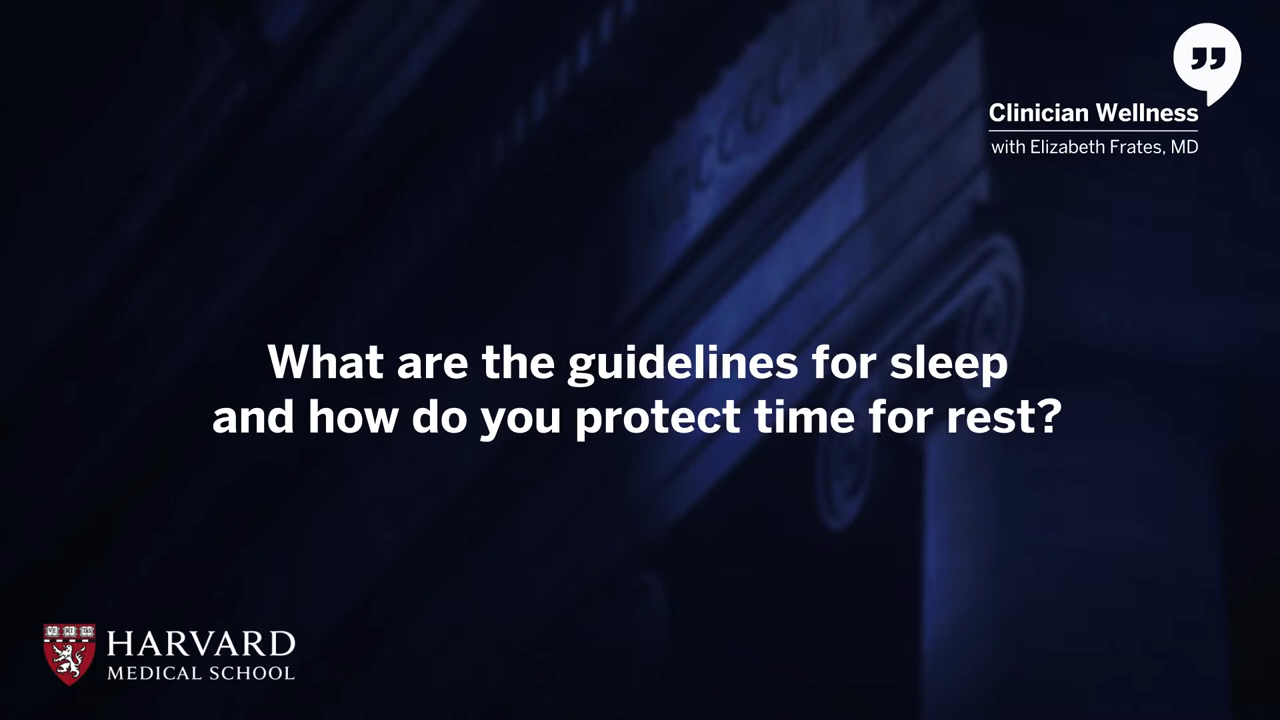 Clinician Wellness
with Elizabeth Frates, MD
What are the guidelines for sleep
and how do you protect time for rest?
HARVARD
MEDICAL SCHOOL